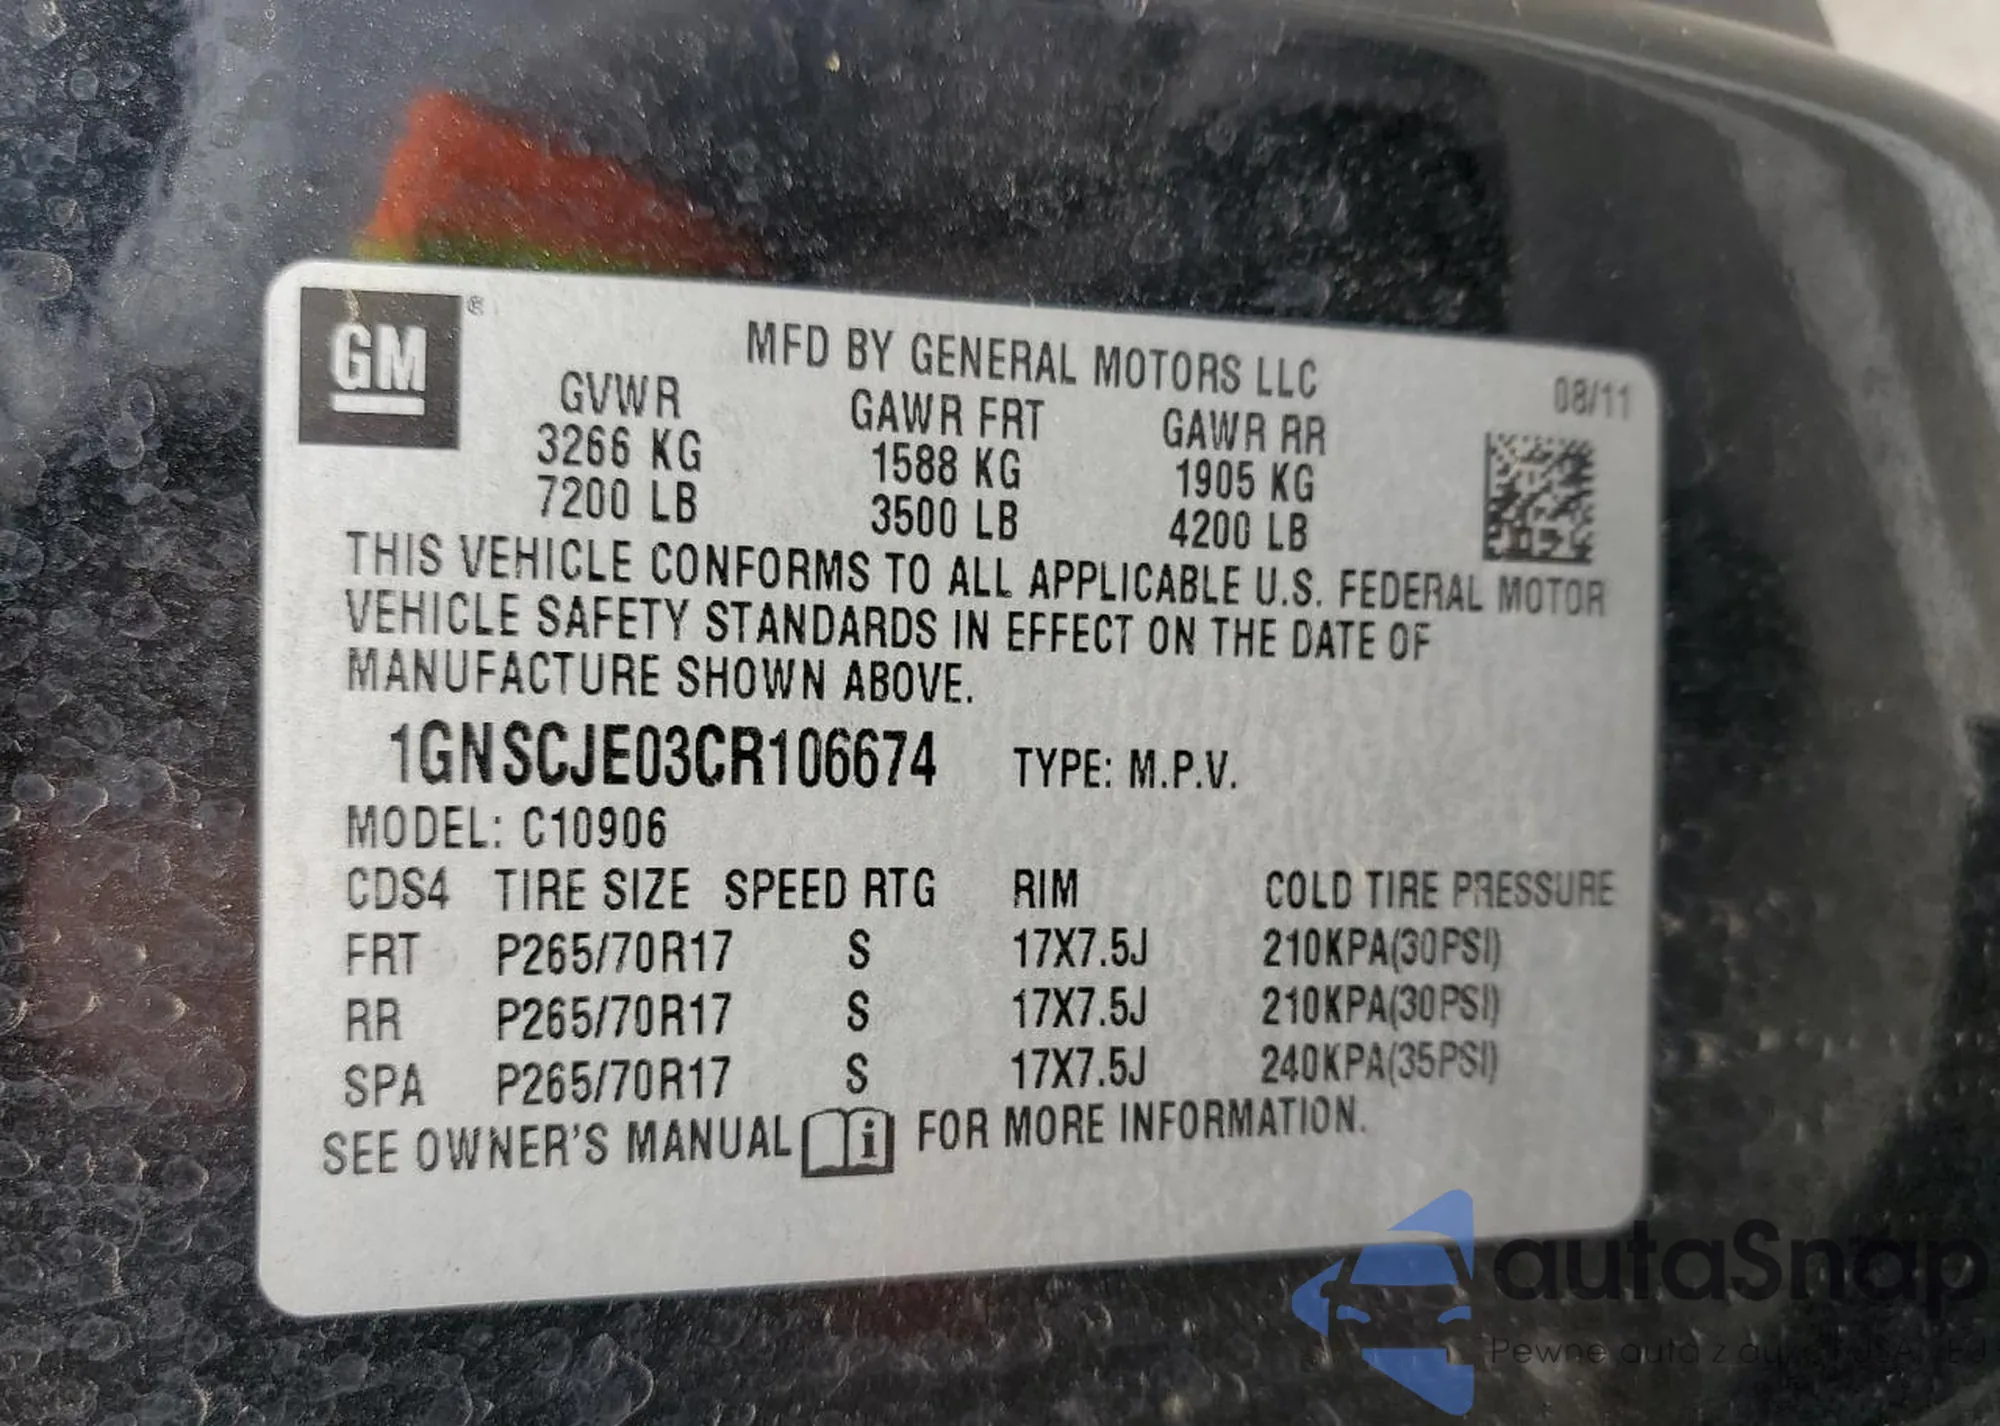 GM ®
MFD BY GENERAL MOTORS LLC
08/11
GVWR GAWR FRT GAWR RR
3266 KG 1588 KG 1905 KG
7200 LB 3500 LB 4200 LB
THIS VEHICLE CONFORMS TO ALL APPLICABLE U.S. FEDERAL MOTOR
VEHICLE SAFETY STANDARDS IN EFFECT ON THE DATE OF
MANUFACTURE SHOWN ABOVE.
1GNSCJE03CR106674 TYPE: M.P.V.
MODEL: C10906
CDS4 TIRE SIZE SPEED RTG RIM COLD TIRE PRESSURE
FRT P265/70R17 S 17X7.5J 210KPA(30PSI)
RR P265/70R17 S 17X7.5J 210KPA(30PSI)
SPA P265/70R17 S 17X7.5J 240KPA(35PSI)
SEE OWNER'S MANUAL i FOR MORE INFORMATION.
autaSnap
Pewne auta z